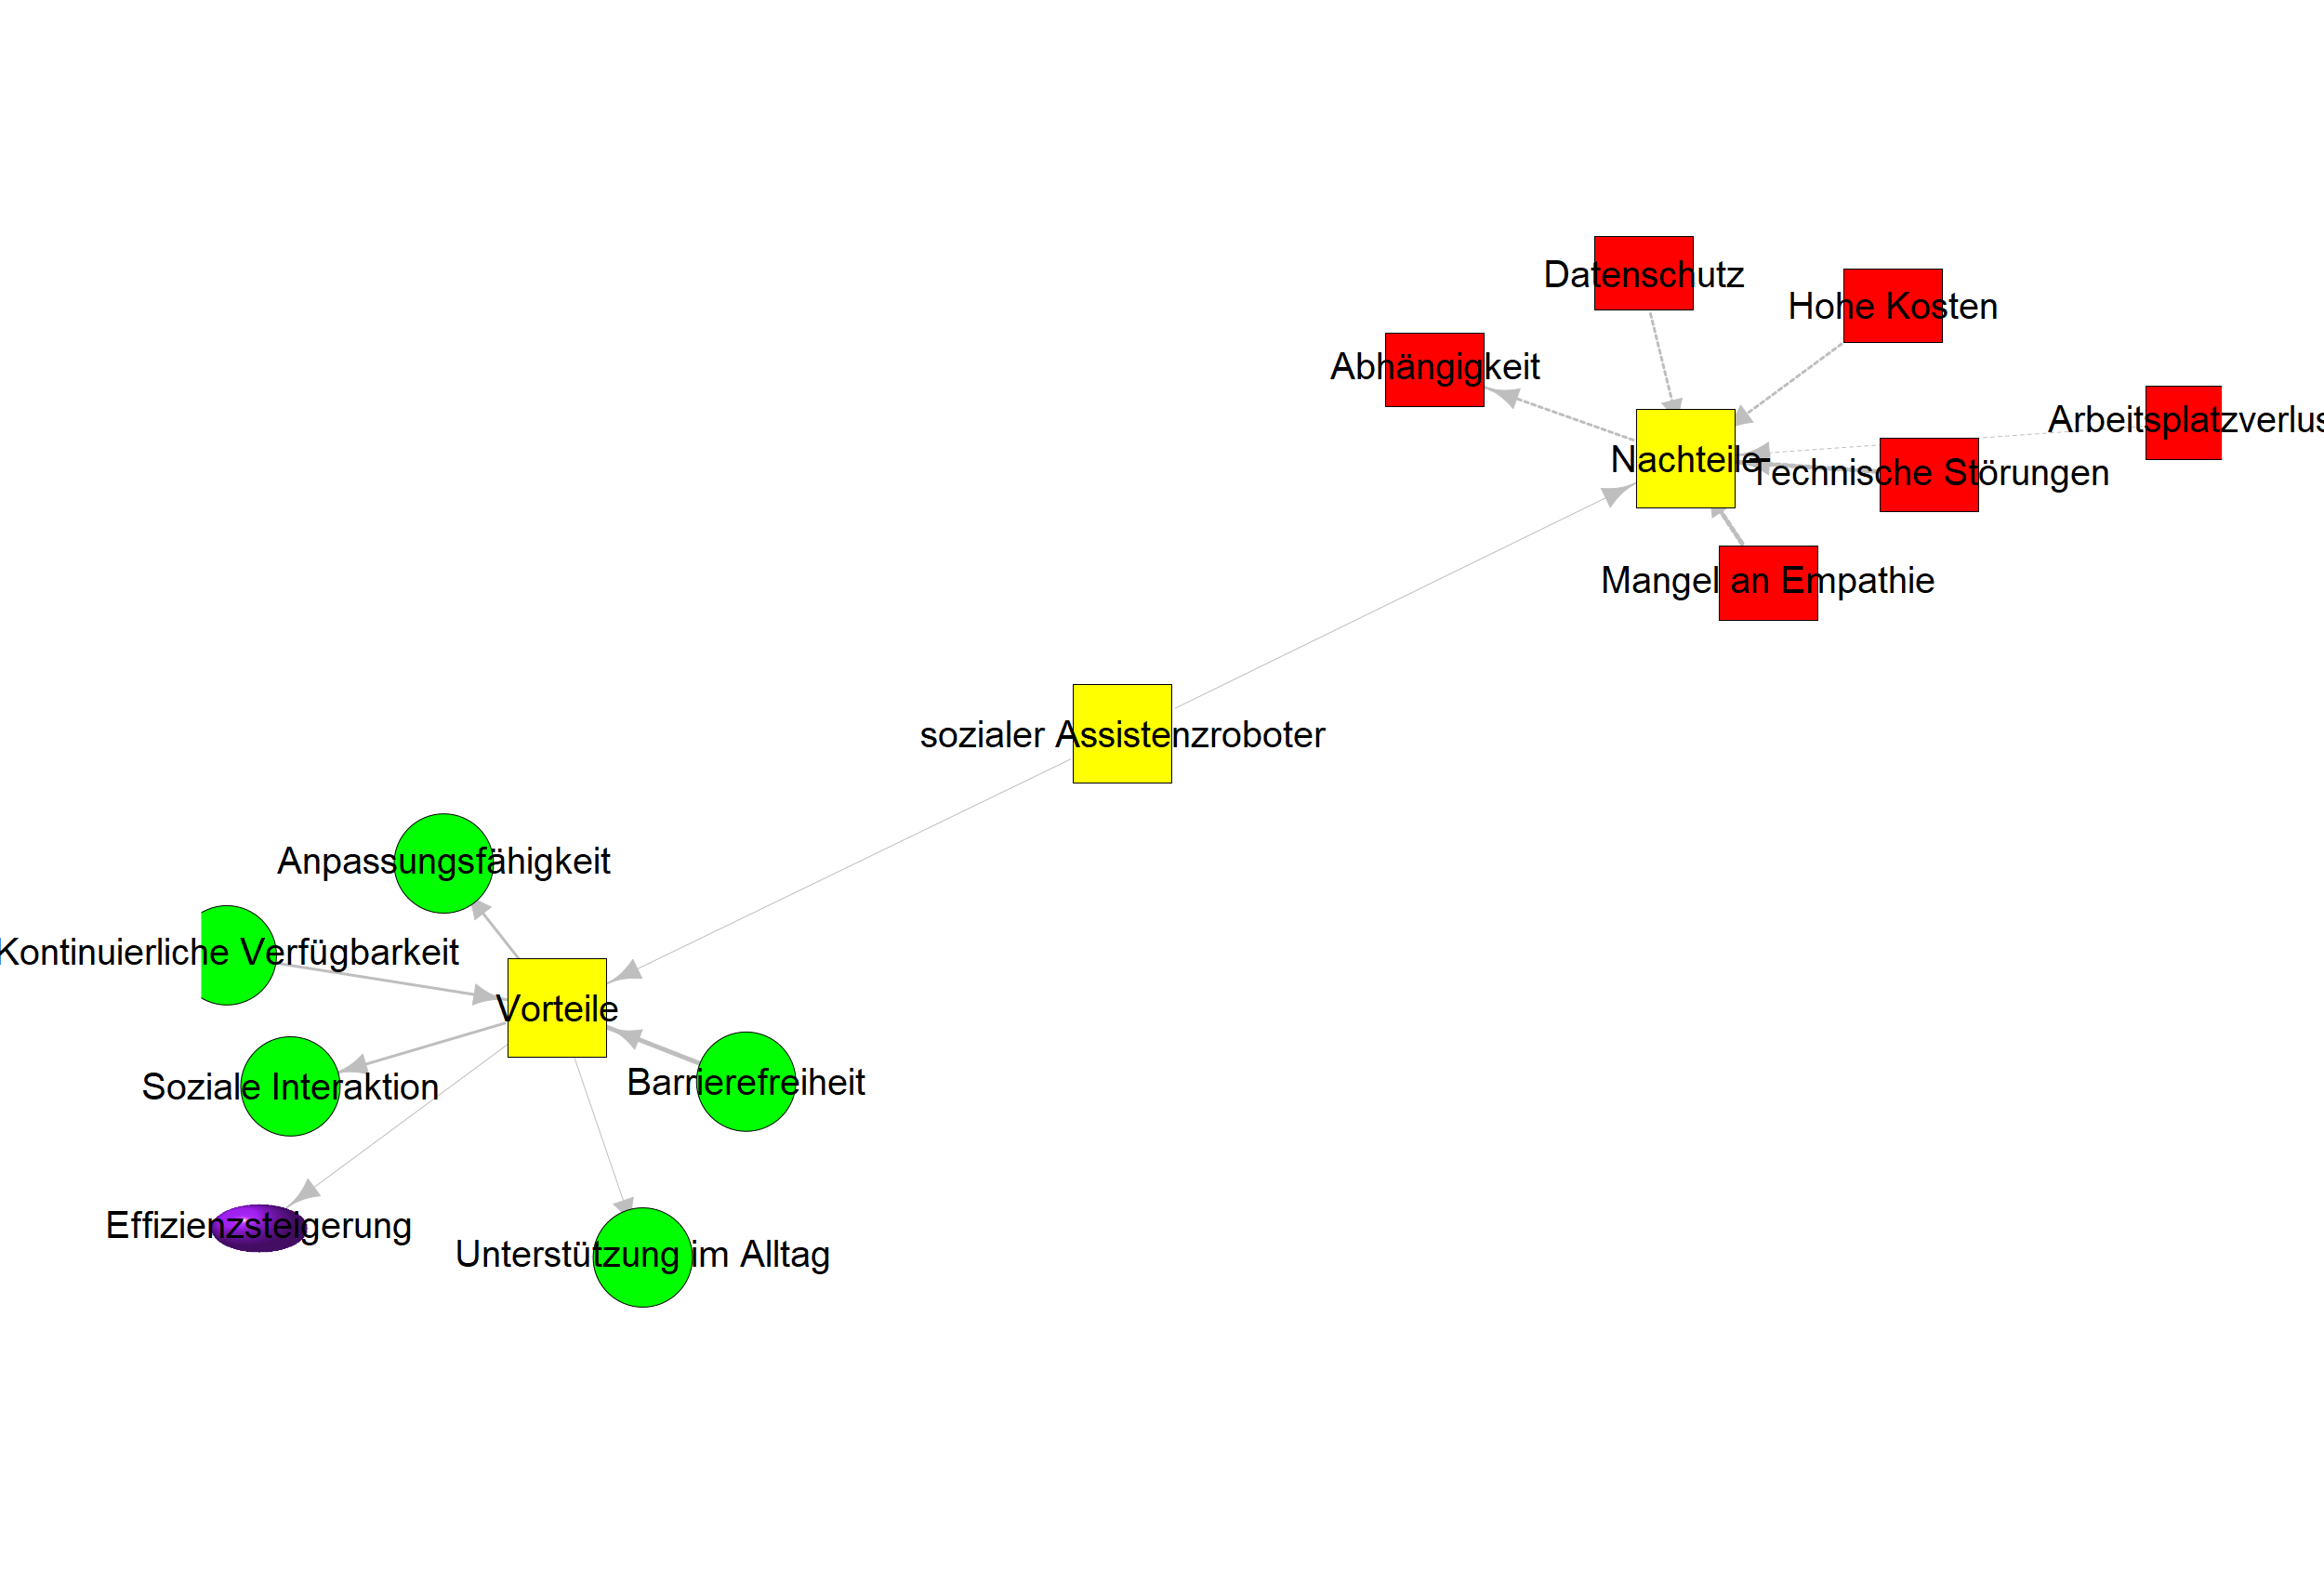 Datenschutz
Hohe Kosten
Abhängigkeit
Arbeitsplatzverlus
Nachteile
Technische Störungen
Mangel an Empathie
sozialer Assistenzroboter
Anpassungsfähigkeit
Kontinuierliche Verfügbarkeit
Vorteile
Barrierefreiheit
Soziale Interaktion
Effizienzsteigerung
Unterstützung im Alltag